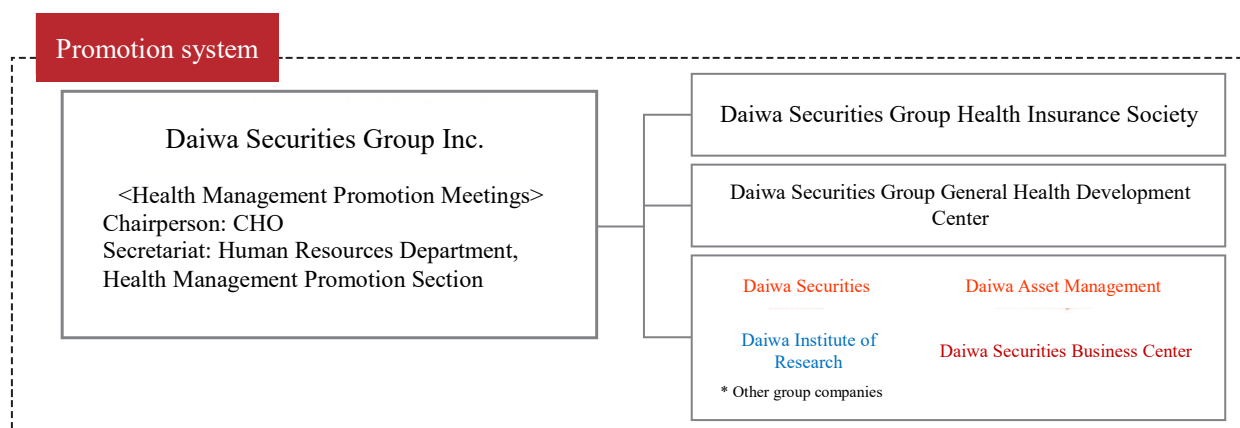 Promotion system
Daiwa Securities Group Inc.
<Health Management Promotion Meetings>
Chairperson: CHO
Secretariat: Human Resources Department,
Health Management Promotion Section
Daiwa Securities Group Health Insurance Society
Daiwa Securities Group General Health Development
Center
Daiwa Securities
Daiwa Asset Management
Daiwa Institute of
Research
Daiwa Securities Business Center
* Other group companies